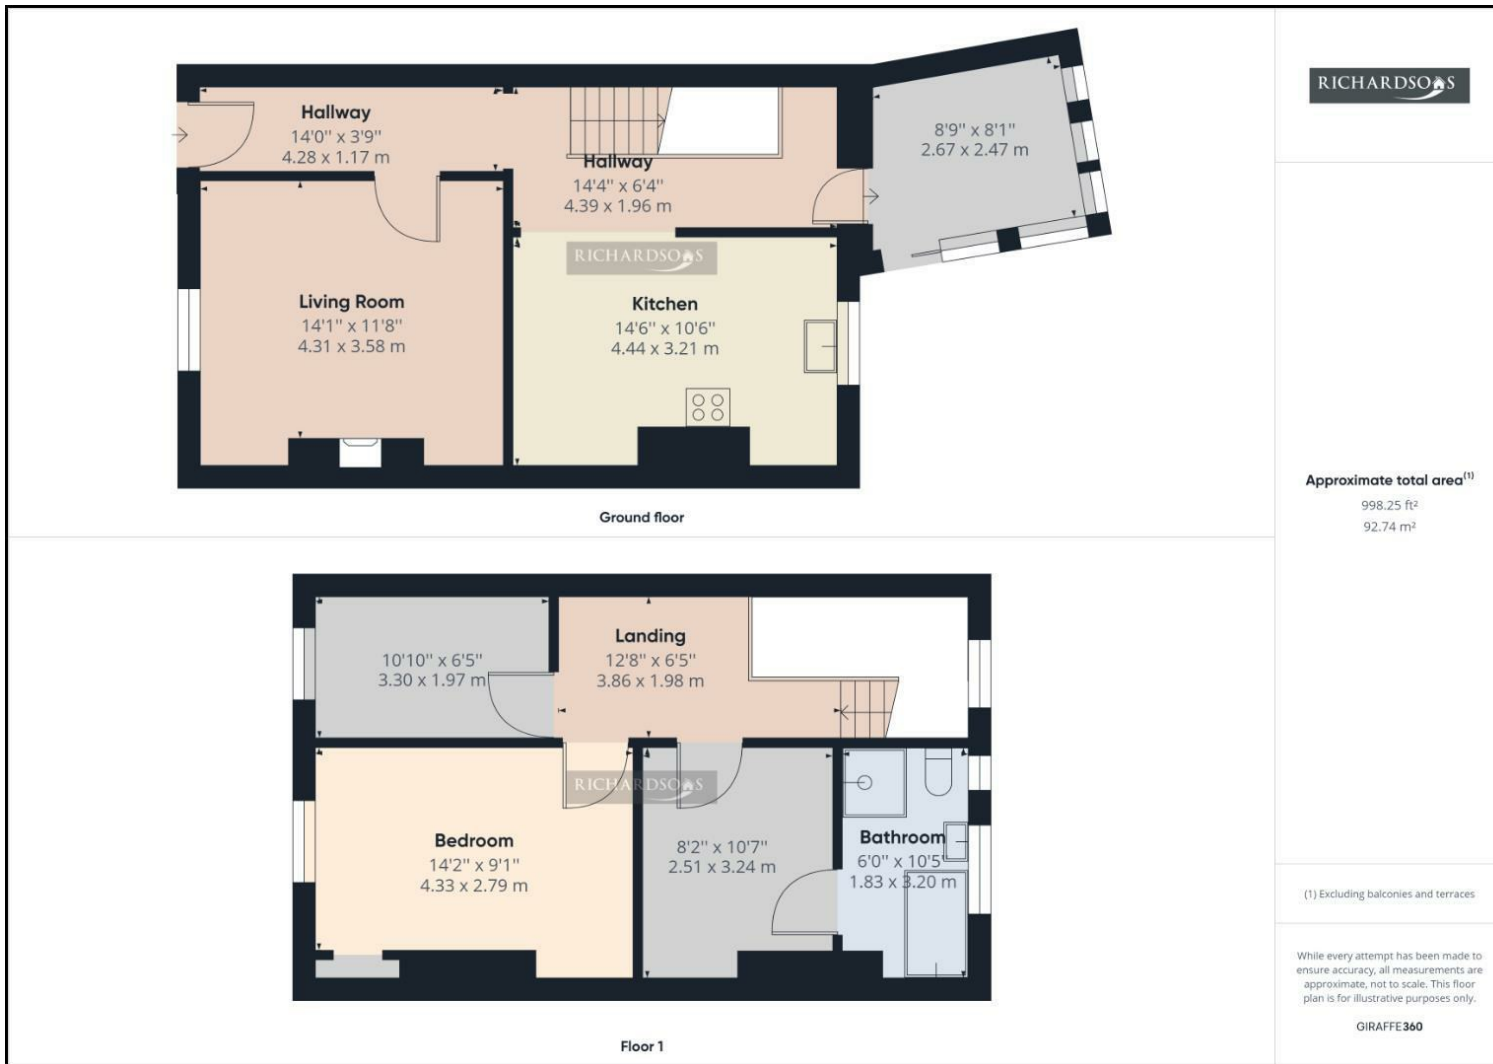 Hallway
14'0'' x 3'9''
4.28 x 1.17 m
Hallway
14'4'' x 6'4''
4.39 x 1.96 m
8'9'' x 8'1''
2.67 x 2.47 m
RICHARDSONS
Living Room
14'1'' x 11'8''
4.31 x 3.58 m
Kitchen
14'6'' x 10'6''
4.44 x 3.21 m
Ground floor
10'10'' x 6'5''
3.30 x 1.97 m
Landing
12'8'' x 6'5''
3.86 x 1.98 m
RICHARDSONS
Bedroom
14'2'' x 9'1''
4.33 x 2.79 m
8'2'' x 10'7''
2.51 x 3.24 m
Bathroom
6'0'' x 10'5''
1.83 x 3.20 m
Floor 1
RICHARDSONS
Approximate total area(1)
998.25 ft²
92.74 m²
(1) Excluding balconies and terraces
While every attempt has been made to
ensure accuracy, all measurements are
approximate, not to scale. This floor
plan is for illustrative purposes only.
GIRAFFE360